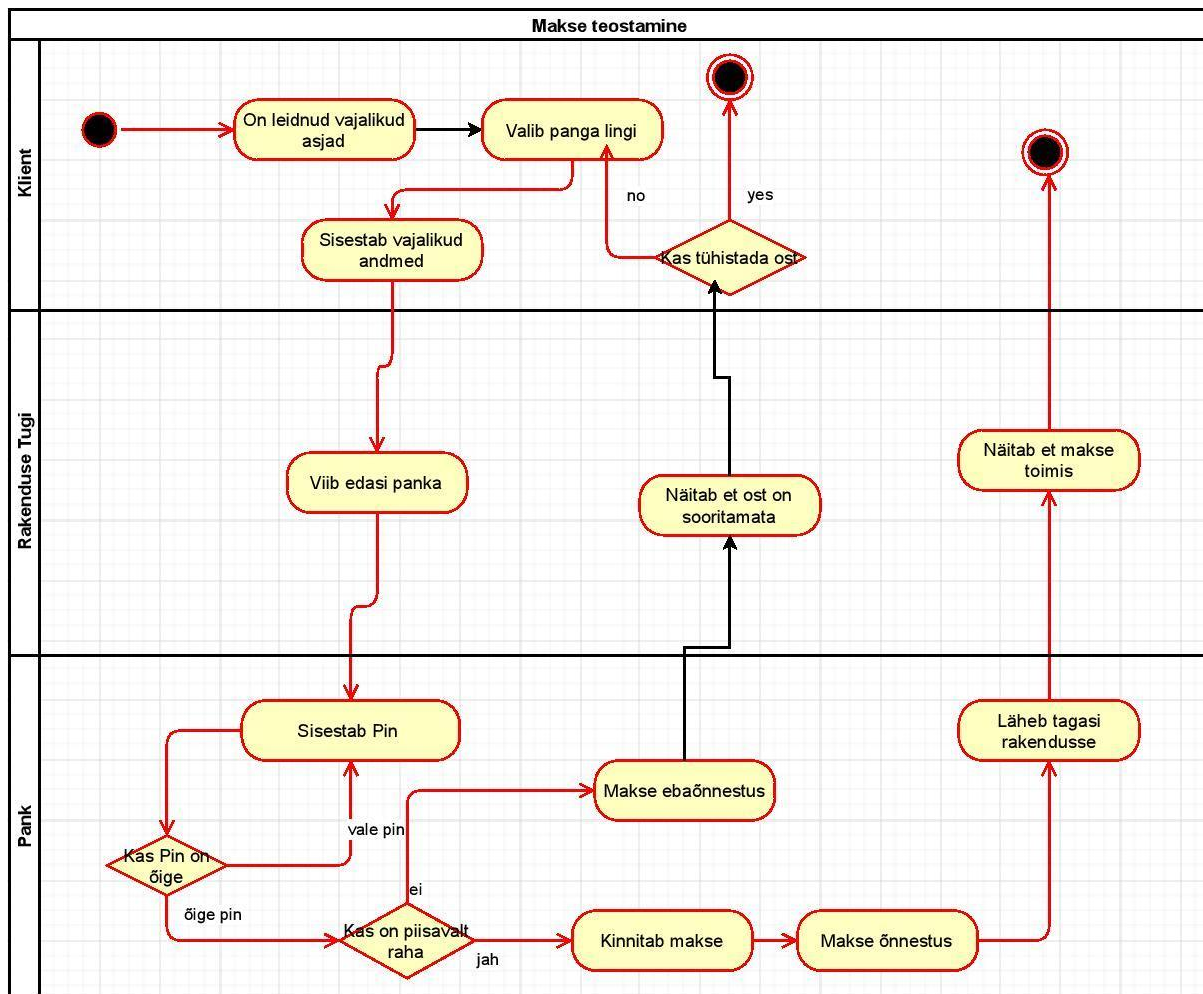 Makse teostamine
Klient
On leidnud vajalikud
asjad
Valib panga lingi
Sisestab vajalikud
andmed
no
yes
Kas tühistada ost
Rakenduse Tugi
Viib edasi panka
Näitab et ost on
sooritamata
Näitab et makse
toimis
Pank
Sisestab Pin
Kas Pin on
õige
vale pin
õige pin
Kas on piisavalt
raha
ei
jah
Makse ebaõnnestus
Kinnitab makse
Makse õnnestus
Läheb tagasi
rakendusse